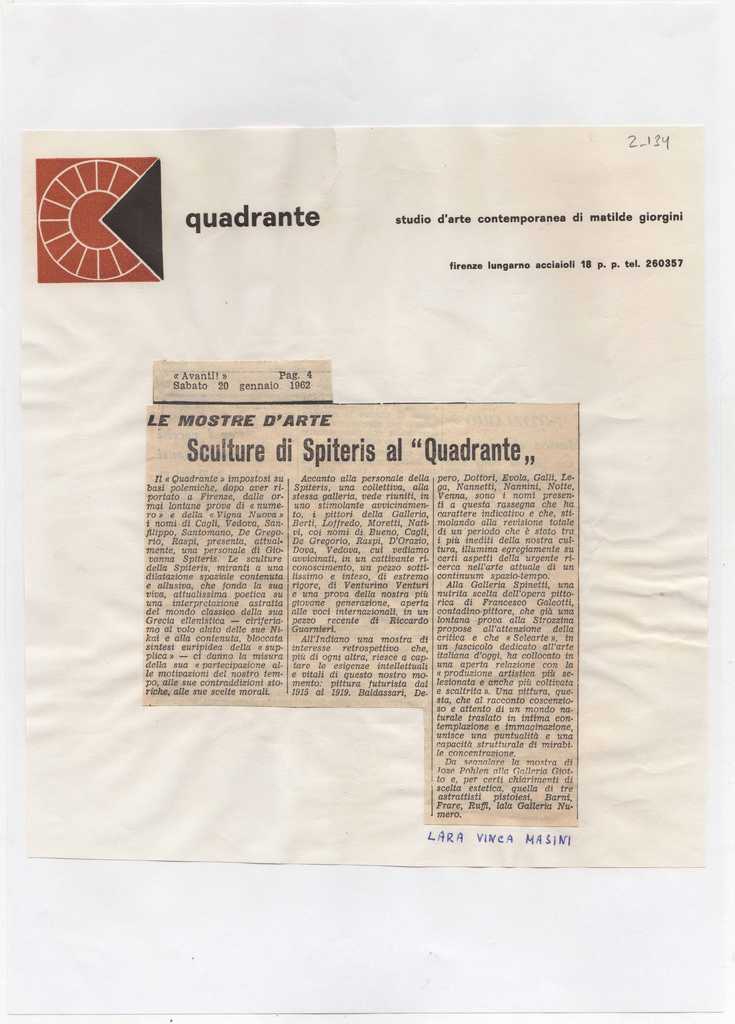 2-134
quadrante
studio d'arte contemporanea di matilde giorgini
firenze lungarno acciaioli 18 p. p. tel. 260357
« Avanti! » Pag. 4
Sabato 20 gennaio 1962
LE MOSTRE D'ARTE
Sculture di Spiteris al “Quadrante„
Il « Quadrante » impostosi su
basi polemiche, dopo aver ri-
portato a Firenze, dalle or-
mai lontane prove di « nume-
ro » e della « Vigna Nuova »
i nomi di Cagli, Vedova, San-
filippo, Santomano, De Grego-
rio, Raspi, presenta, attual-
mente, una personale di Gio-
vanna Spiteris. Le sculture
della Spiteris, miranti a una
dilatazione spaziale contenuta
e allusiva, che fonda la sua
viva, attualissima poetica su
una interpretazione astratta
del mondo classico della sua
Grecia ellenistica — ci riferia-
mo al volo alato delle sue Ni-
kai e alla contenuta, bloccata
sintesi euripidea della « sup-
plica » — ci danno la misura
della sua « partecipazione al-
le motivazioni del nostro tem-
po, alle sue contraddizioni sto-
riche, alle sue scelte morali.
Accanto alla personale della
Spiteris, una collettiva, alla
stessa galleria, vede riuniti, in
uno stimolante avvicinamen-
to, i pittori della Galleria,
Berti, Loffredo, Moretti, Nati-
vi, coi nomi di Bueno, Cagli,
De Gregorio, Raspi, D'Orazio,
Dova, Vedova, cui vediamo
avvicinati, in un cattivante ri-
conoscimento, un pezzo sotti-
lissimo e inteso, di estremo
rigore, di Venturino Venturi
e una prova della nostra più
giovane generazione, aperta
alle voci internazionali, in un
pezzo recente di Riccardo
Guarnieri.
All'Indiano una mostra di
interesse retrospettivo che,
più di ogni altra, riesce a cap-
tare le esigenze intellettuali
e vitali di questo nostro mo-
mento: pittura futurista dal
1915 al 1919. Baldassari, De-
pero, Dottori, Evola, Galli, Le-
ga, Nannetti, Nannini, Notte,
Venna, sono i nomi presen-
ti a questa rassegna che ha
carattere indicativo e che, sti-
molando alla revisione totale
di un periodo che è stato tra
i più inediti della nostra cul-
tura, illumina egregiamente su
certi aspetti della urgente ri-
cerca nell'arte attuale di un
continuum spazio-tempo.
Alla Galleria Spinetti, una
nutrita scelta dell'opera pitto-
rica di Francesco Galeotti,
contadino-pittore, che già una
lontana prova alla Strozzina
propose all'attenzione della
critica e che « Selearte », in
un fascicolo dedicato all'arte
italiana d'oggi, ha collocato in
una aperta relazione con la
« produzione artistica più se-
lezionata e anche più coltivata
e scaltrita ». Una pittura, que-
sta, che al racconto coscenzio-
so e attento di un mondo na-
turale traslato in intima con-
templazione e immaginazione,
unisce una puntualità e una
capacità strutturale di mirabi-
le concentrazione.
Da segnalare la mostra di
Joze Pohlen alla Galleria Giot-
to e, per certi chiarimenti di
scelta estetica, quella di tre
astrattisti pistoiesi, Barni,
Frare, Ruffi, lala Galleria Nu-
mero.
LARA VINCA MASINI